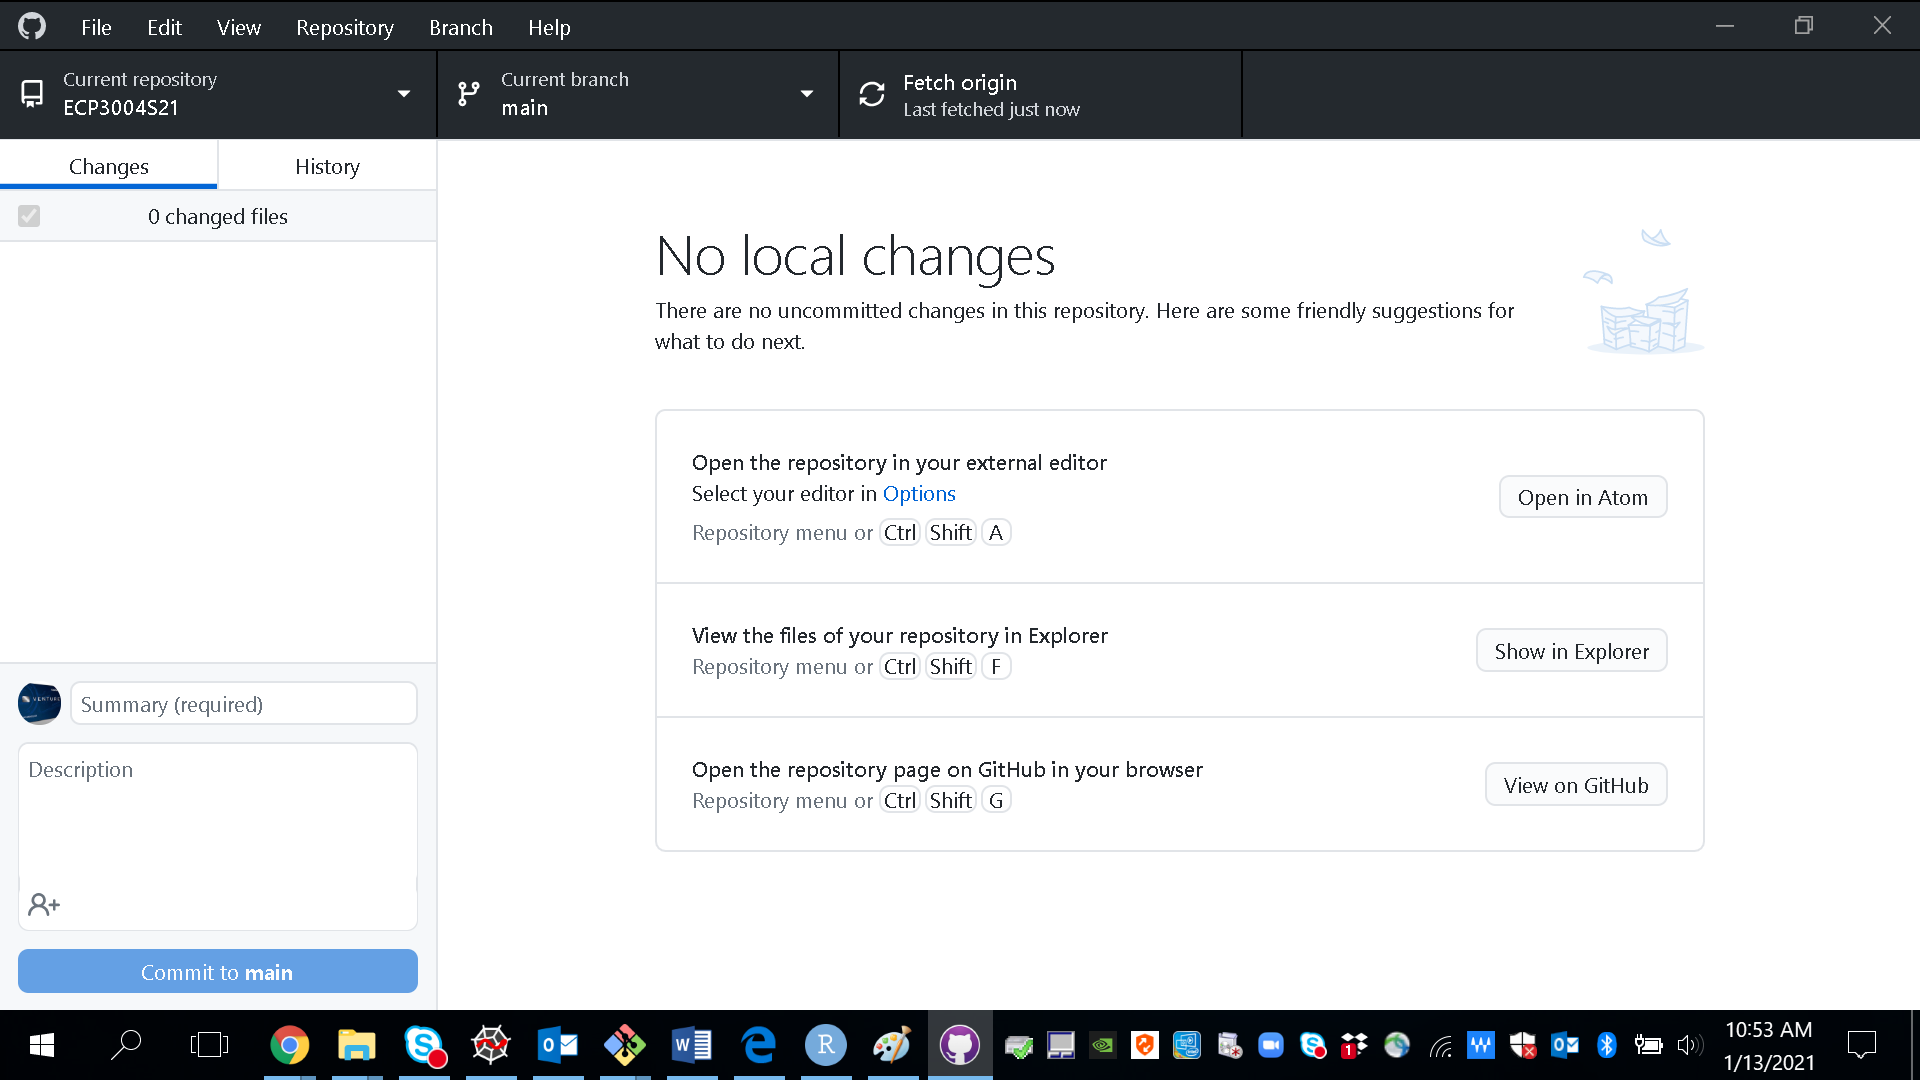 File Edit View Repository Branch Help
Current repository
ECP3004S21
Current branch
main
Fetch origin
Last fetched just now
Changes History
0 changed files
No local changes
There are no uncommitted changes in this repository. Here are some friendly suggestions for
what to do next.
Open the repository in your external editor
Select your editor in Options
Repository menu or Ctrl Shift A
Open in Atom
View the files of your repository in Explorer
Repository menu or Ctrl Shift F
Show in Explorer
Open the repository page on GitHub in your browser
Repository menu or Ctrl Shift G
View on GitHub
Summary (required)
Description
Commit to main
10:53 AM
1/13/2021